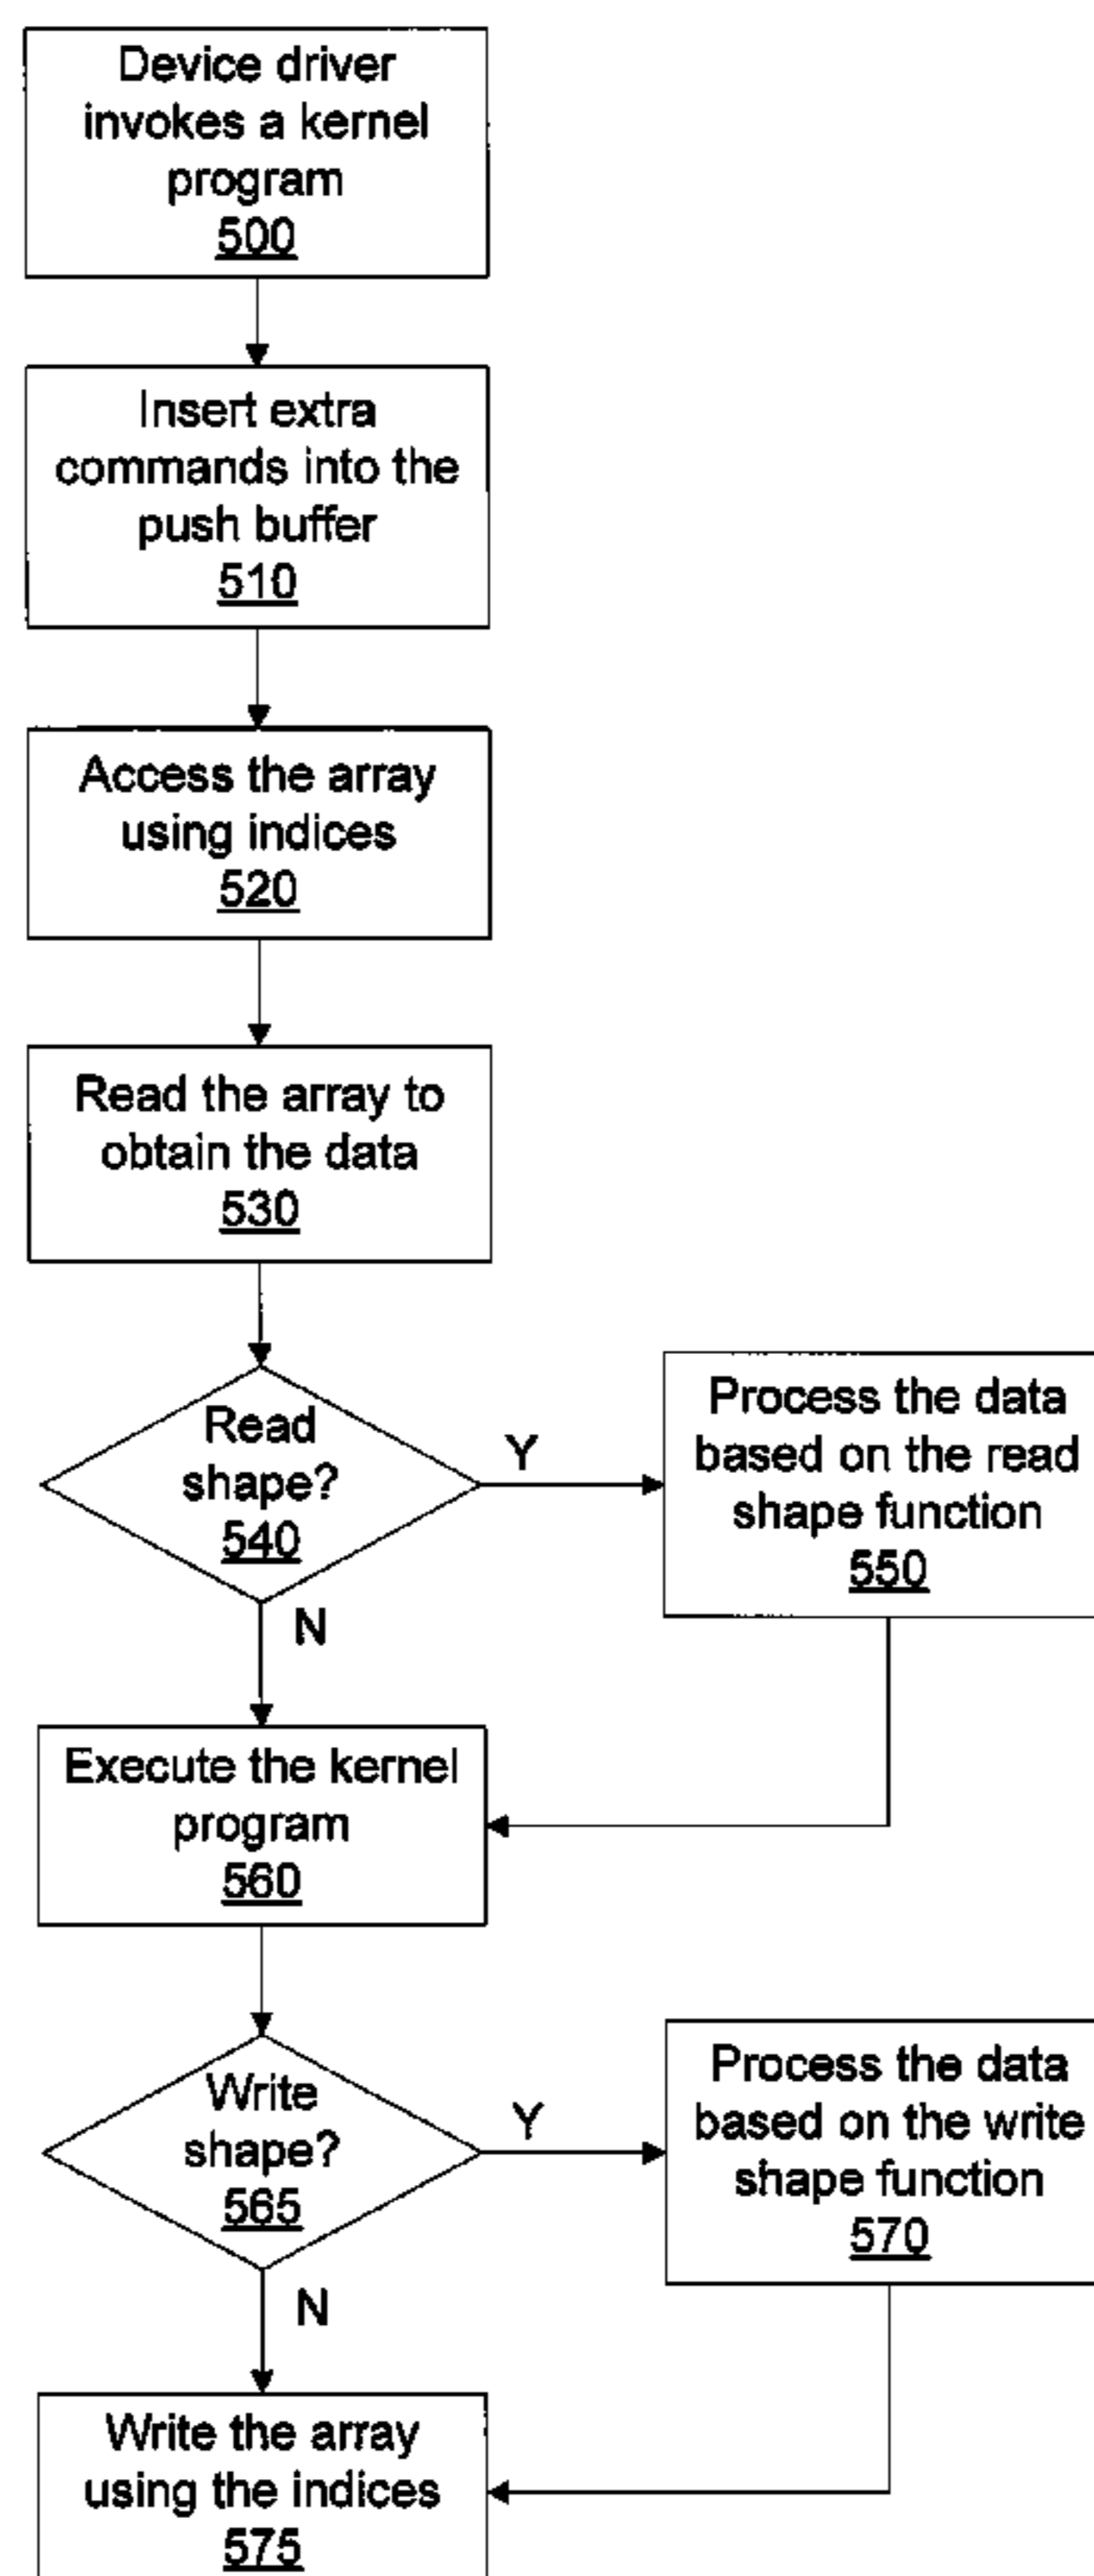 Device driver
invokes a kernel
program
500
Insert extra
commands into the
push buffer
510
Access the array
using indices
520
Read the array to
obtain the data
530
Read
shape?
540
Y
Process the data
based on the read
shape function
550
N
Execute the kernel
program
560
Write
shape?
565
Y
Process the data
based on the write
shape function
570
N
Write the array
using the indices
575